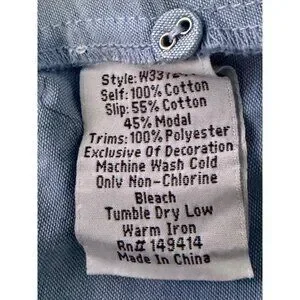 Style:
Self: 100% Cotton
Slip: 55% Cotton
45% Modal
Trims: 100% Polyester
Exclusive Of Decoration
Machine Wash Cold
Only Non-Chlorine
Bleach
Tumble Dry Low
Warm Iron
Rn# 149414
Made In China